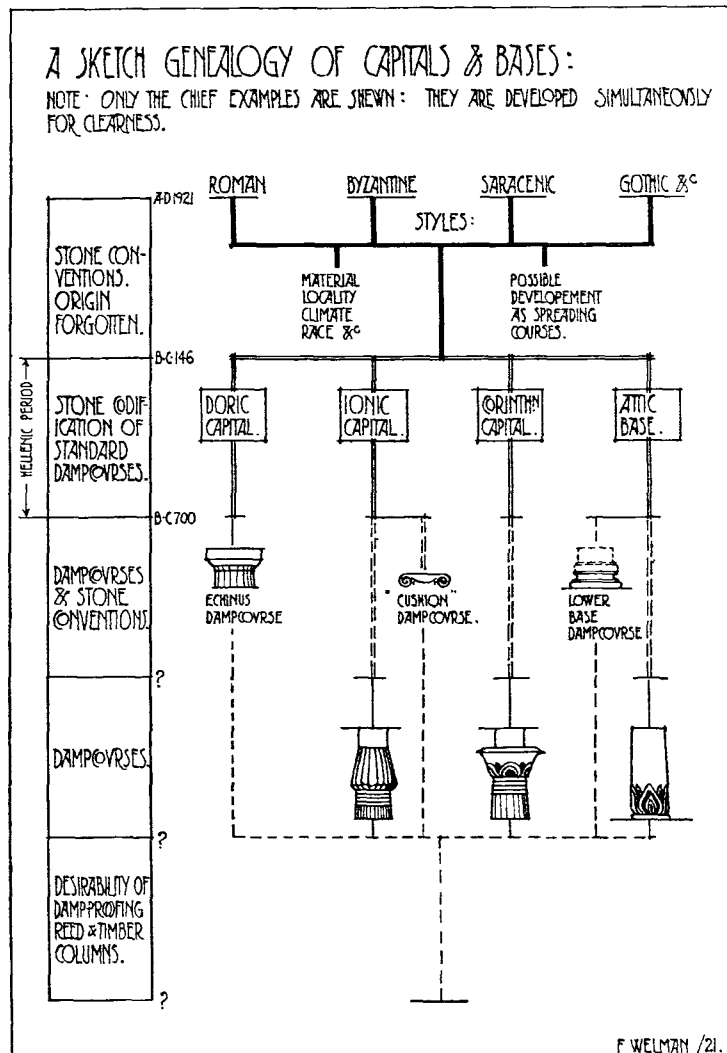 A SKETCH GENEALOGY OF CAPITALS & BASES:
NOTE· ONLY THE CHIEF EXAMPLES ARE SHEWN: THEY ARE DEVELOPED SIMULTANEOUSLY
FOR CLEARNESS.
A·D 1921
ROMAN
BYZANTINE
SARACENIC
GOTHIC &c
STYLES:
STONE CON-
VENTIONS.
ORIGIN
FORGOTTEN.
MATERIAL
LOCALITY
CLIMATE
RACE &c
POSSIBLE
DEVELOPEMENT
AS SPREADING
COURSES.
B·C 146
HELLENIC PERIOD
STONE CODIF-
ICATION OF
STANDARD
DAMPCOURSES.
DORIC
CAPITAL.
IONIC
CAPITAL.
CORINTHN
CAPITAL.
ATTIC
BASE.
B·C 700
DAMPCOURSES
& STONE
CONVENTIONS.
ECHINUS
DAMPCOURSE
"CUSHION"
DAMPCOURSE.
LOWER
BASE
DAMPCOURSE
?
DAMPCOURSES.
?
DESIRABILITY OF
DAMP-PROOFING
REED & TIMBER
COLUMNS.
?
F WELMAN /21.